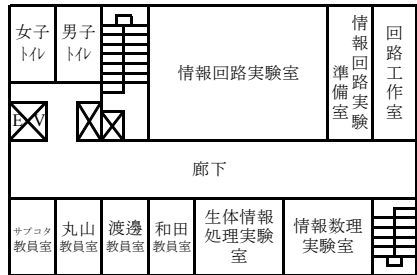 女子
トイレ
男子
トイレ
情報回路実験室
情報回路実験
準備室
回路工作室
EV
廊下
サプコタ
教員室
丸山
教員室
渡邊
教員室
和田
教員室
生体情報
処理実験
室
情報数理
実験室